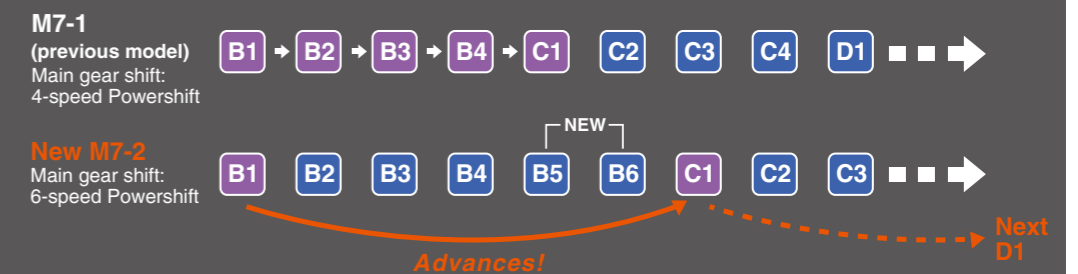 M7-1
(previous model)
Main gear shift:
4-speed Powershift
B1 B2 B3 B4 C1 C2 C3 C4 D1
NEW
New M7-2
Main gear shift:
6-speed Powershift
B1 B2 B3 B4 B5 B6 C1 C2 C3
Advances!
Next
D1